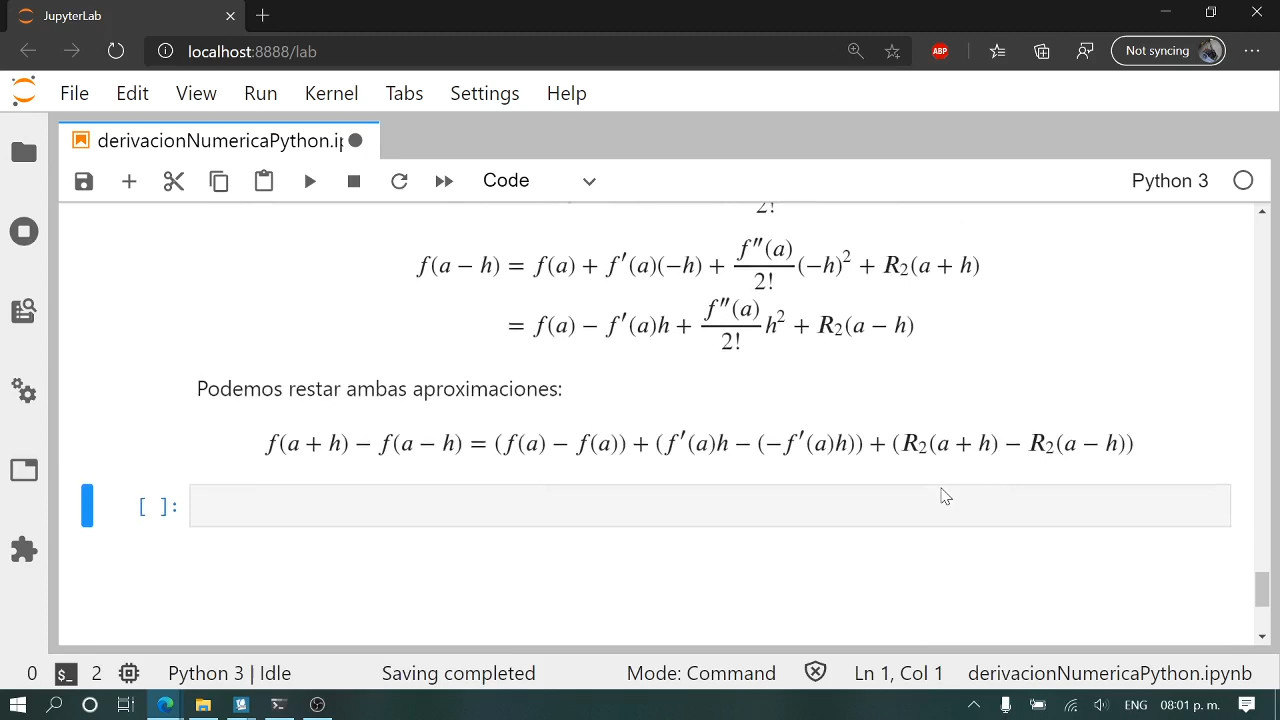 JupyterLab
localhost:8888/lab
ABP
Not syncing
File Edit View Run Kernel Tabs Settings Help
derivacionNumericaPython.ip
Code
Python 3
2!
f(a − h) = f(a) + f′(a)(−h) + f″(a)/2! (−h)² + R₂(a + h)
= f(a) − f′(a)h + f″(a)/2! h² + R₂(a − h)
Podemos restar ambas aproximaciones:
f(a + h) − f(a − h) = (f(a) − f(a)) + (f′(a)h − (−f′(a)h)) + (R₂(a + h) − R₂(a − h))
[ ]:
0 $_ 2 Python 3 | Idle Saving completed Mode: Command Ln 1, Col 1 derivacionNumericaPython.ipynb
ENG 08:01 p. m.